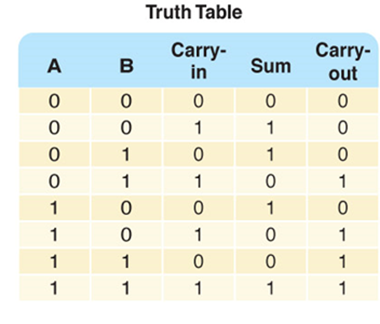 Truth Table
A B Carry-in Sum Carry-out
0 0 0 0 0
0 0 1 1 0
0 1 0 1 0
0 1 1 0 1
1 0 0 1 0
1 0 1 0 1
1 1 0 0 1
1 1 1 1 1